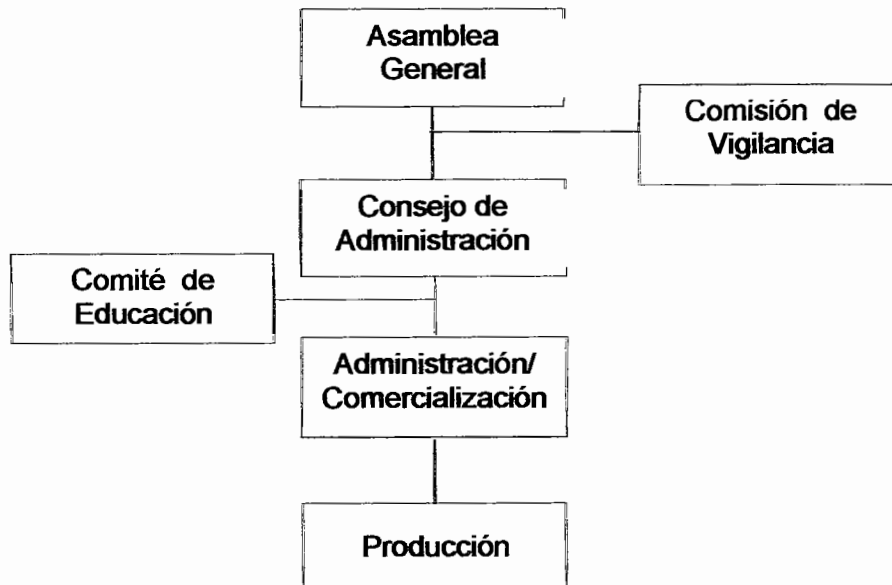 Asamblea
General
Comisión de
Vigilancia
Consejo de
Administración
Comité de
Educación
Administración/
Comercialización
Producción